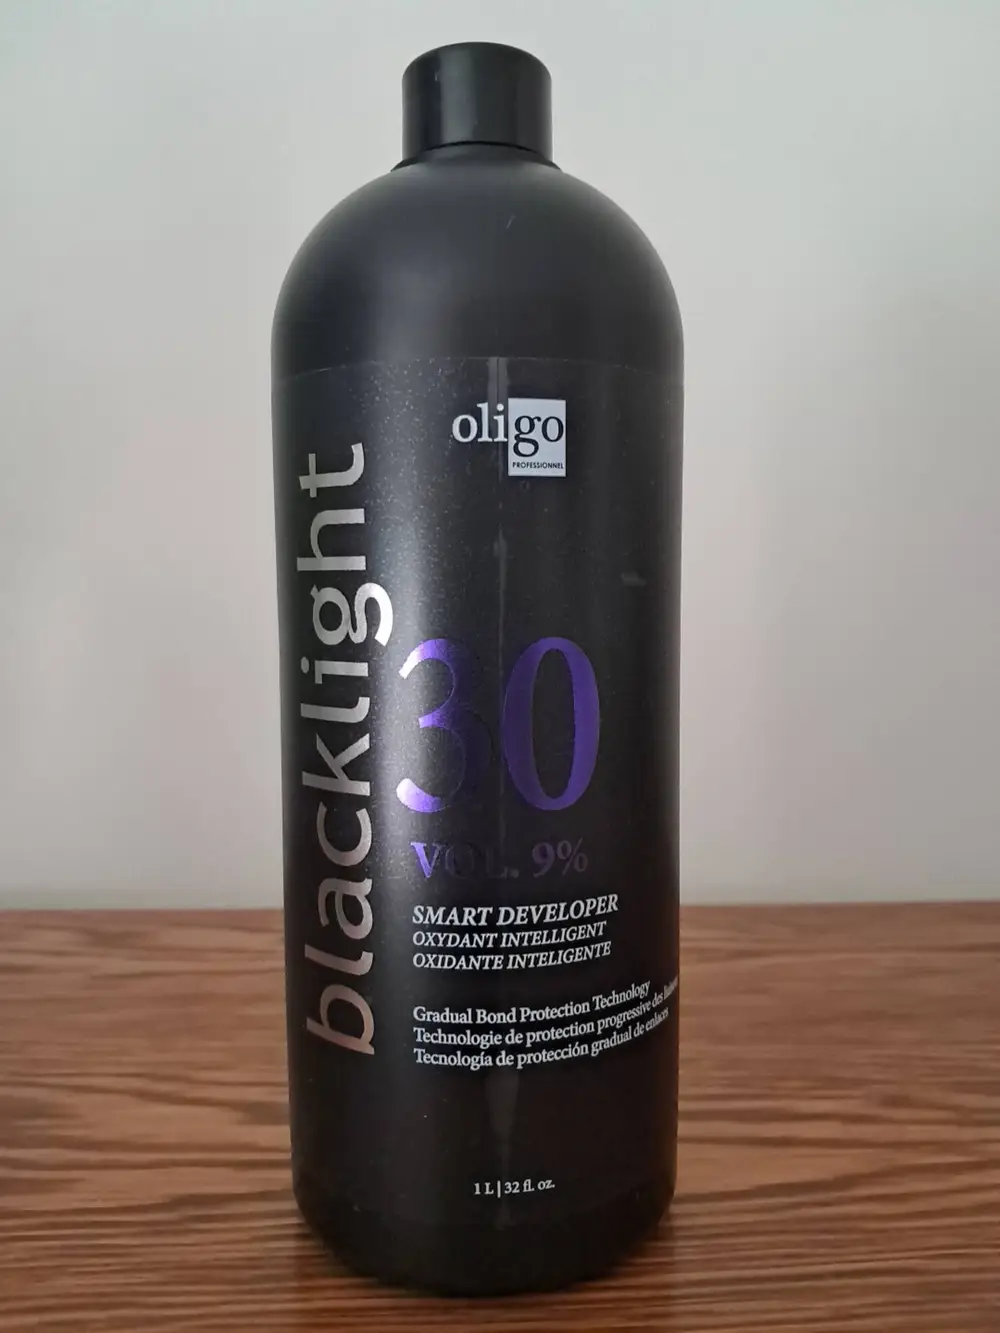 oligo
PROFESSIONNEL
blacklight
30
VOL. 9%
SMART DEVELOPER
OXYDANT INTELLIGENT
OXIDANTE INTELIGENTE
Gradual Bond Protection Technology
Technologie de protection progressive des
Tecnología de protección gradual de enlaces
1 L | 32 fl. oz.